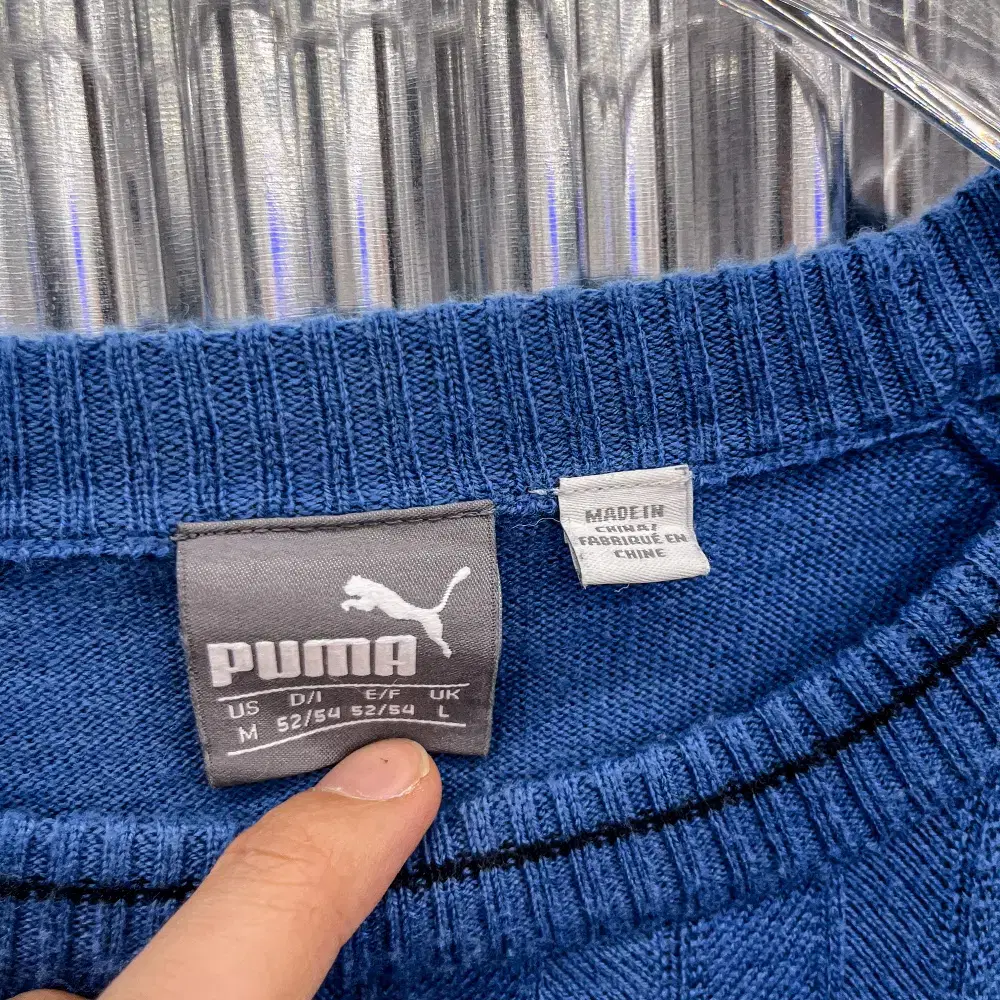 PUMA
US D/I E/F UK
M 52/54 52/54 L
MADE IN
CHINA/
FABRIQUÉ EN
CHINE